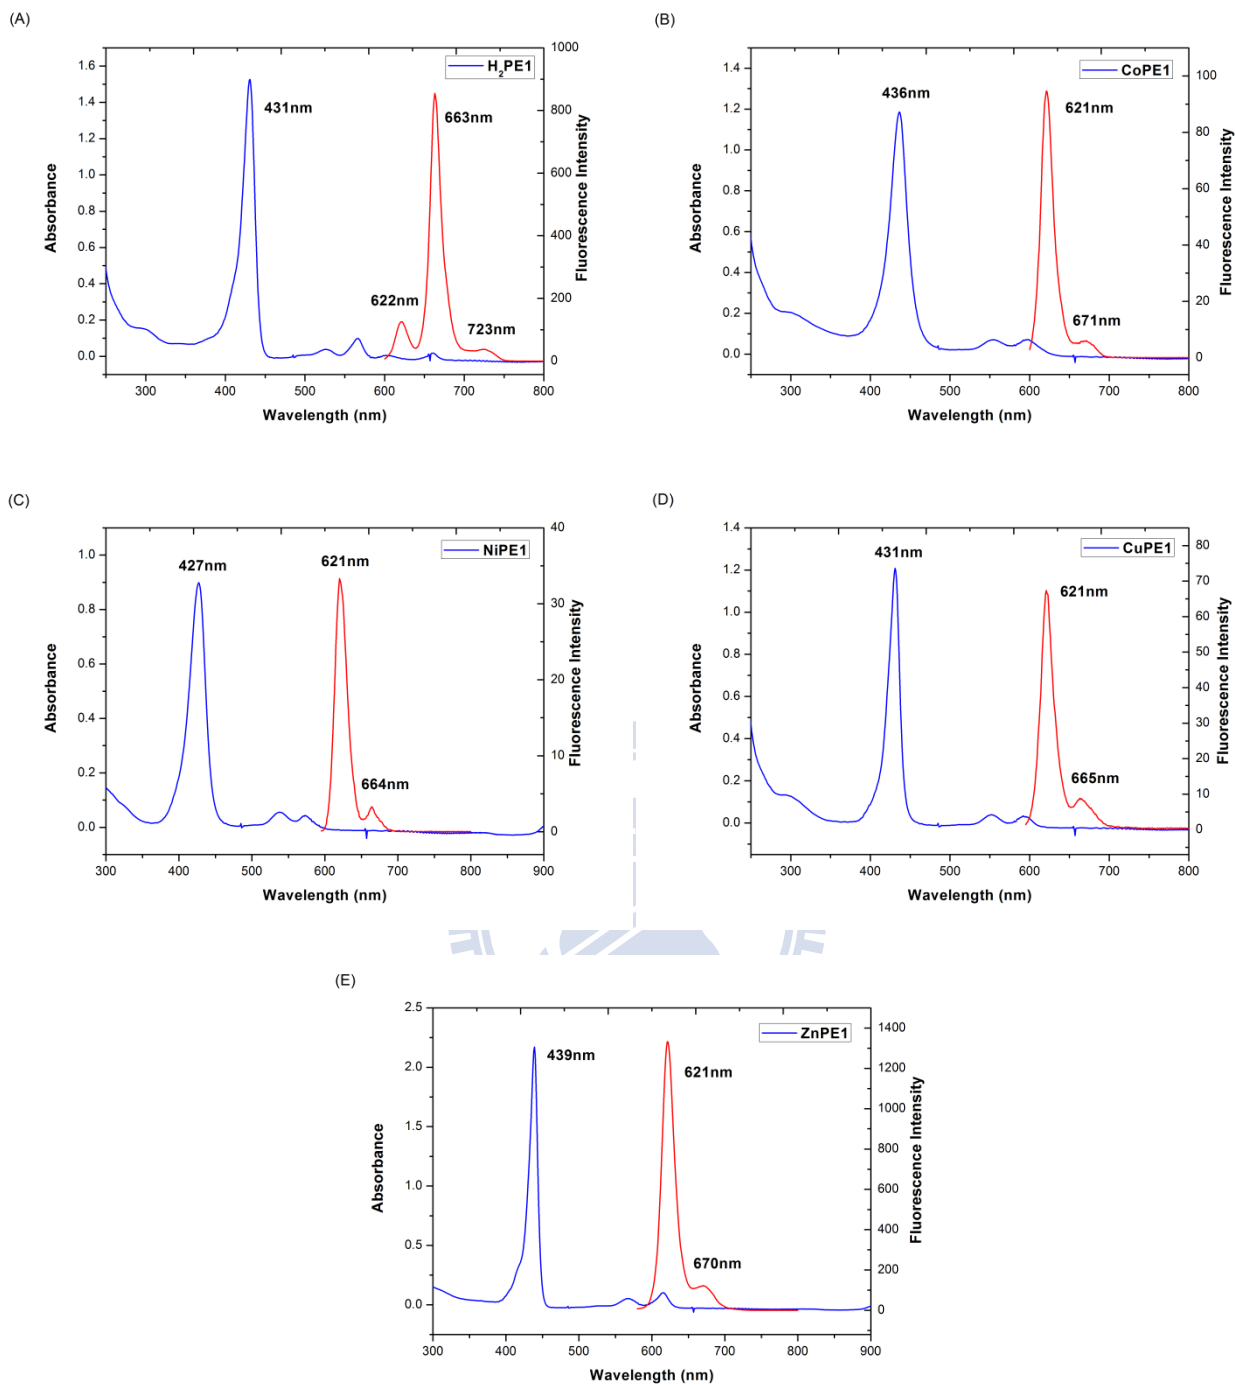 (A)
H2PE1
431nm
663nm
622nm
723nm
1.6
1.4
1.2
1.0
0.8
0.6
0.4
0.2
0.0
1000
800
600
400
200
0
300 400 500 600 700 800
Absorbance
Fluorescence Intensity
Wavelength (nm)
(B)
CoPE1
436nm
621nm
671nm
1.4
1.2
1.0
0.8
0.6
0.4
0.2
0.0
100
80
60
40
20
0
300 400 500 600 700 800
Absorbance
Fluorescence Intensity
Wavelength (nm)
(C)
NiPE1
427nm
621nm
664nm
1.0
0.8
0.6
0.4
0.2
0.0
40
30
20
10
0
300 400 500 600 700 800 900
Absorbance
Fluorescence Intensity
Wavelength (nm)
(D)
CuPE1
431nm
621nm
665nm
1.4
1.2
1.0
0.8
0.6
0.4
0.2
0.0
80
70
60
50
40
30
20
10
0
300 400 500 600 700 800
Absorbance
Fluorescence Intensity
Wavelength (nm)
(E)
ZnPE1
439nm
621nm
670nm
2.5
2.0
1.5
1.0
0.5
0.0
1400
1200
1000
800
600
400
200
0
300 400 500 600 700 800 900
Absorbance
Fluorescence Intensity
Wavelength (nm)